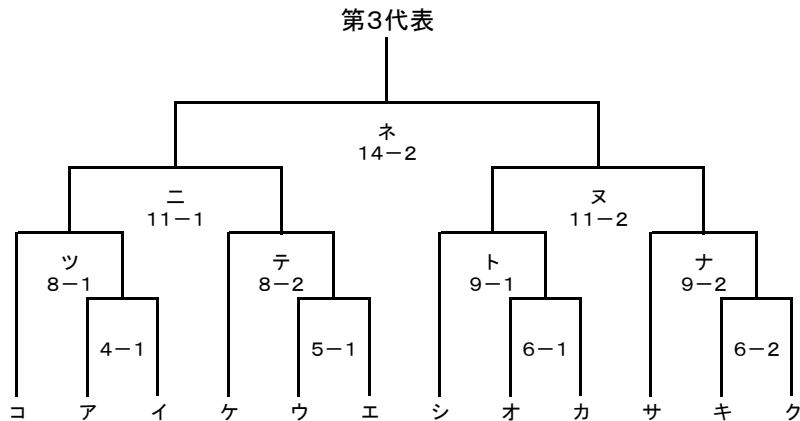 第3代表
ネ
14－2
ニ
11－1
ヌ
11－2
ツ
8－1
テ
8－2
ト
9－1
ナ
9－2
4－1
5－1
6－1
6－2
コ ア イ ケ ウ エ シ オ カ サ キ ク